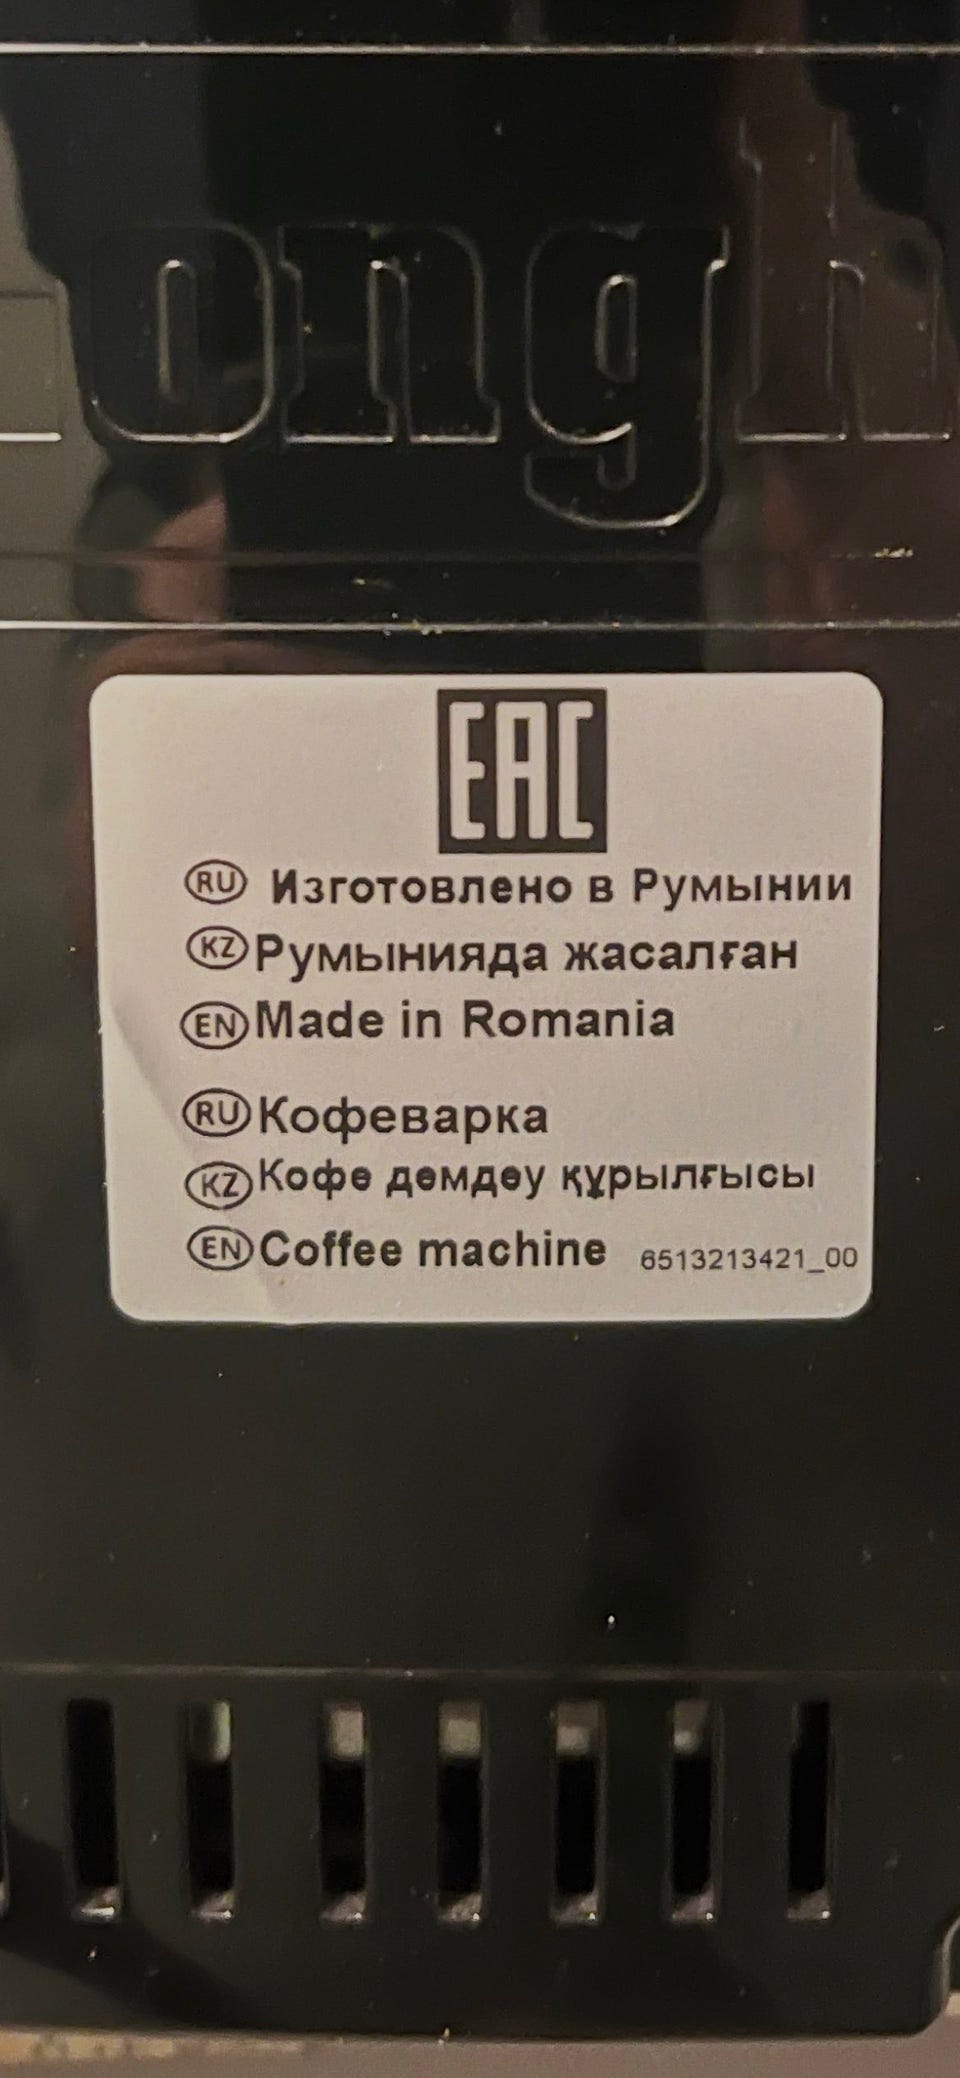 ongh
EAC
RU Изготовлено в Румынии
KZ Румынияда жасалған
EN Made in Romania
RU Кофеварка
KZ Кофе дөмдеу құрылғысы
EN Coffee machine 6513213421_00